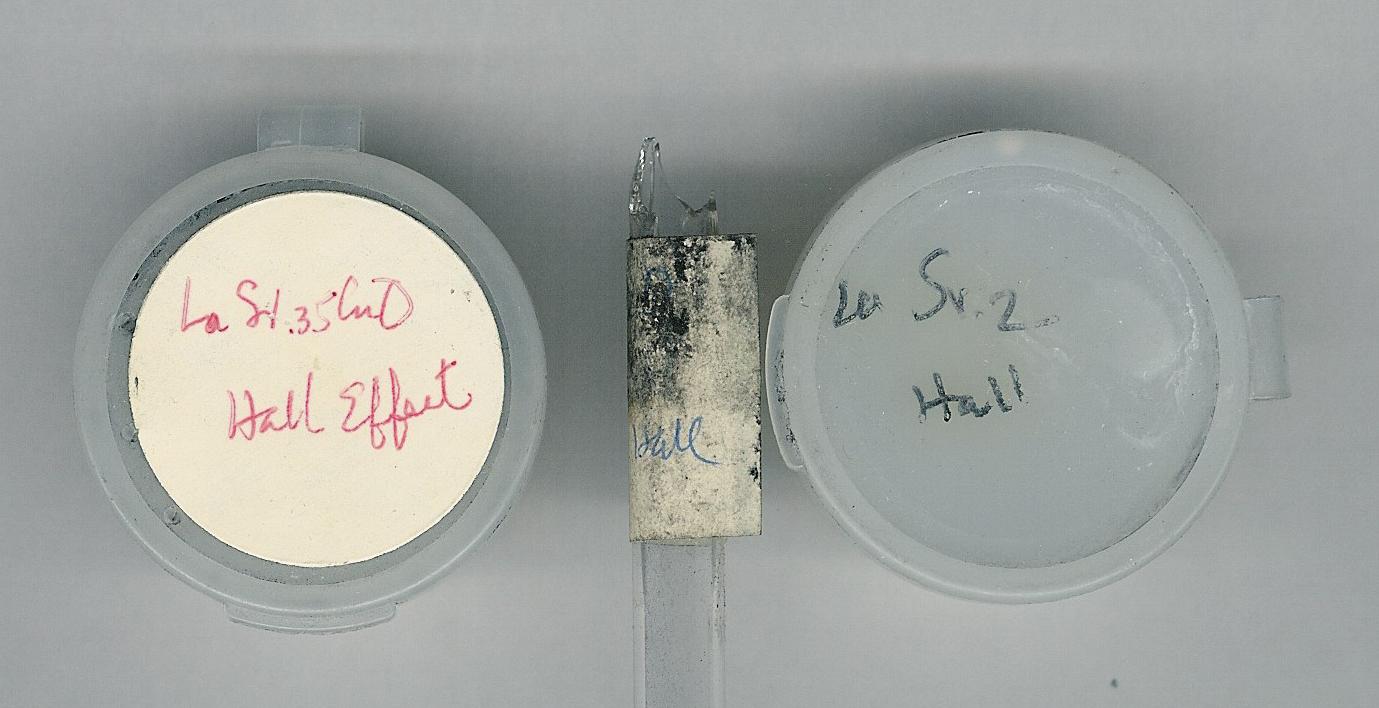 La Sr.35CuO
Hall Effect
Hall
La Sr.2
Hall